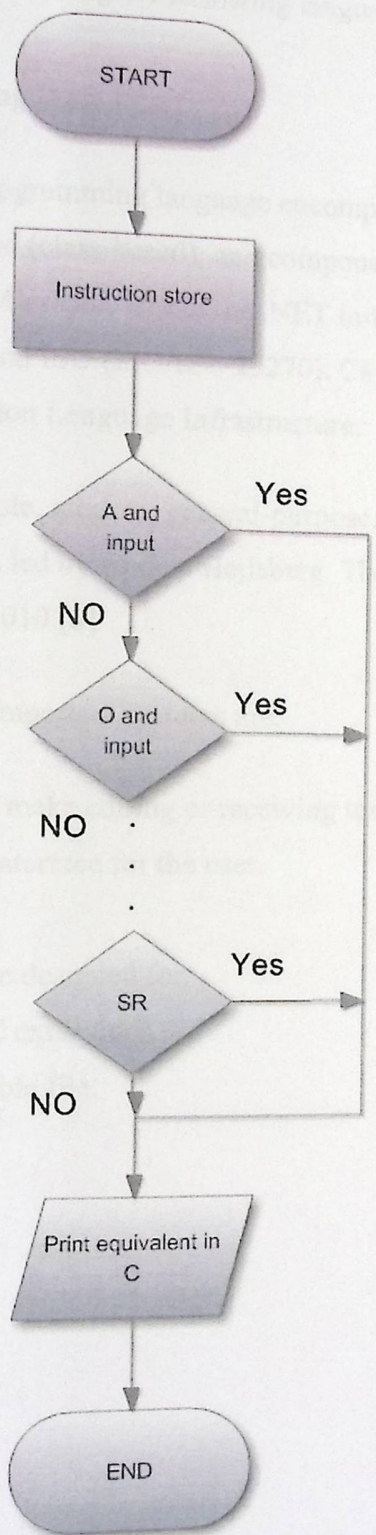 START
Instruction store
A and
input
Yes
NO
O and
input
Yes
NO
.
.
.
SR
Yes
NO
Print equivalent in
C
END